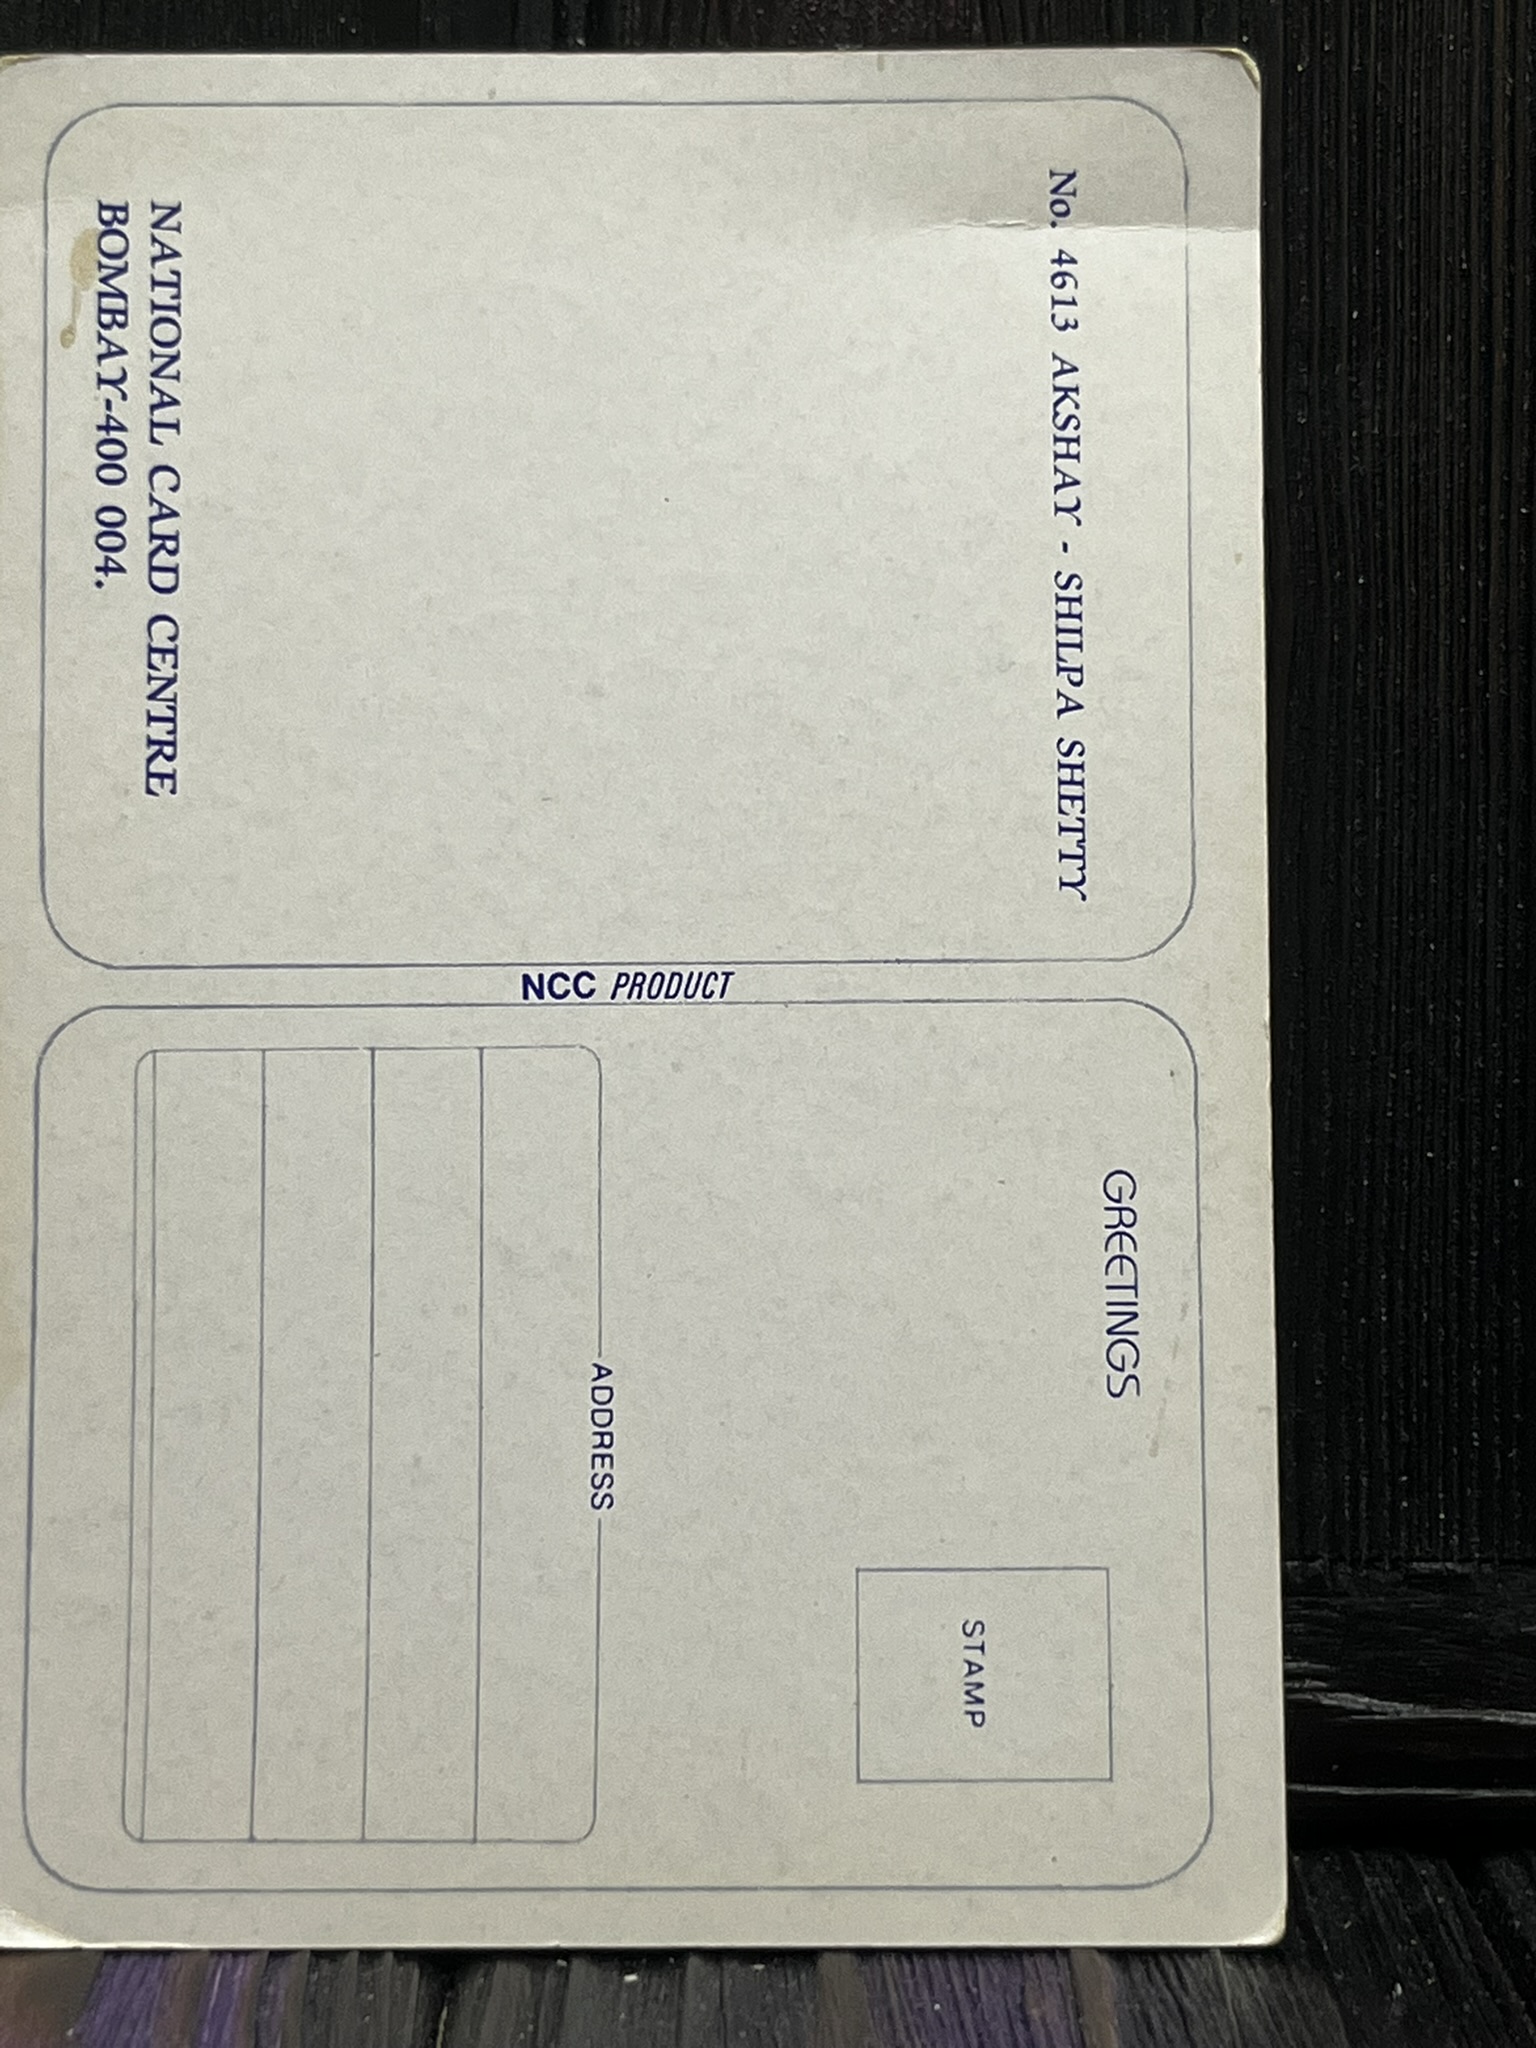 No. 4613 AKSHAY - SHILPA SHETTY
NATIONAL CARD CENTRE
BOMBAY-400 004.
NCC PRODUCT
GREETINGS
STAMP
ADDRESS